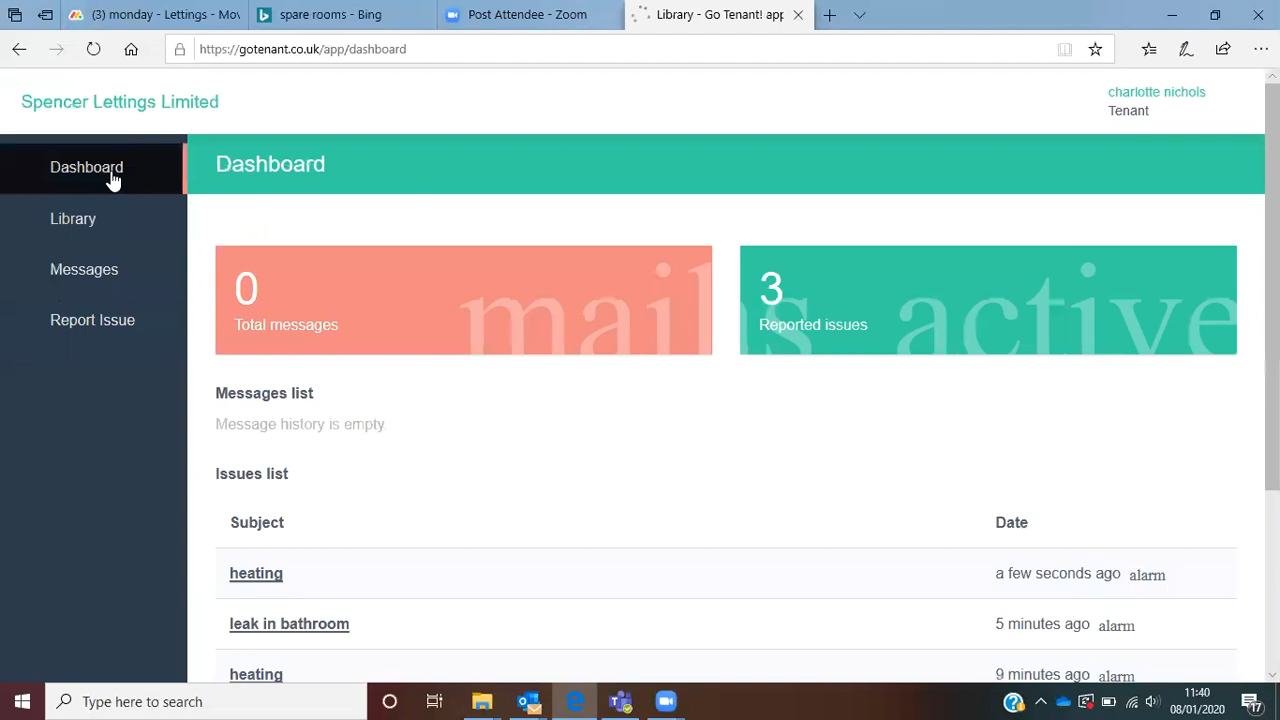 (3) monday - Lettings - Mo
spare rooms - Bing
Post Attendee - Zoom
Library - Go Tenant! app
https://gotenant.co.uk/app/dashboard
Spencer Lettings Limited
charlotte nichols
Tenant
Dashboard
Library
Messages
Report Issue
Dashboard
0
Total messages
mails
3
Reported issues
active
Messages list
Message history is empty.
Issues list
Subject
Date
heating
a few seconds ago alarm
leak in bathroom
5 minutes ago alarm
heating
9 minutes ago alarm
Type here to search
11:40
08/01/2020
17